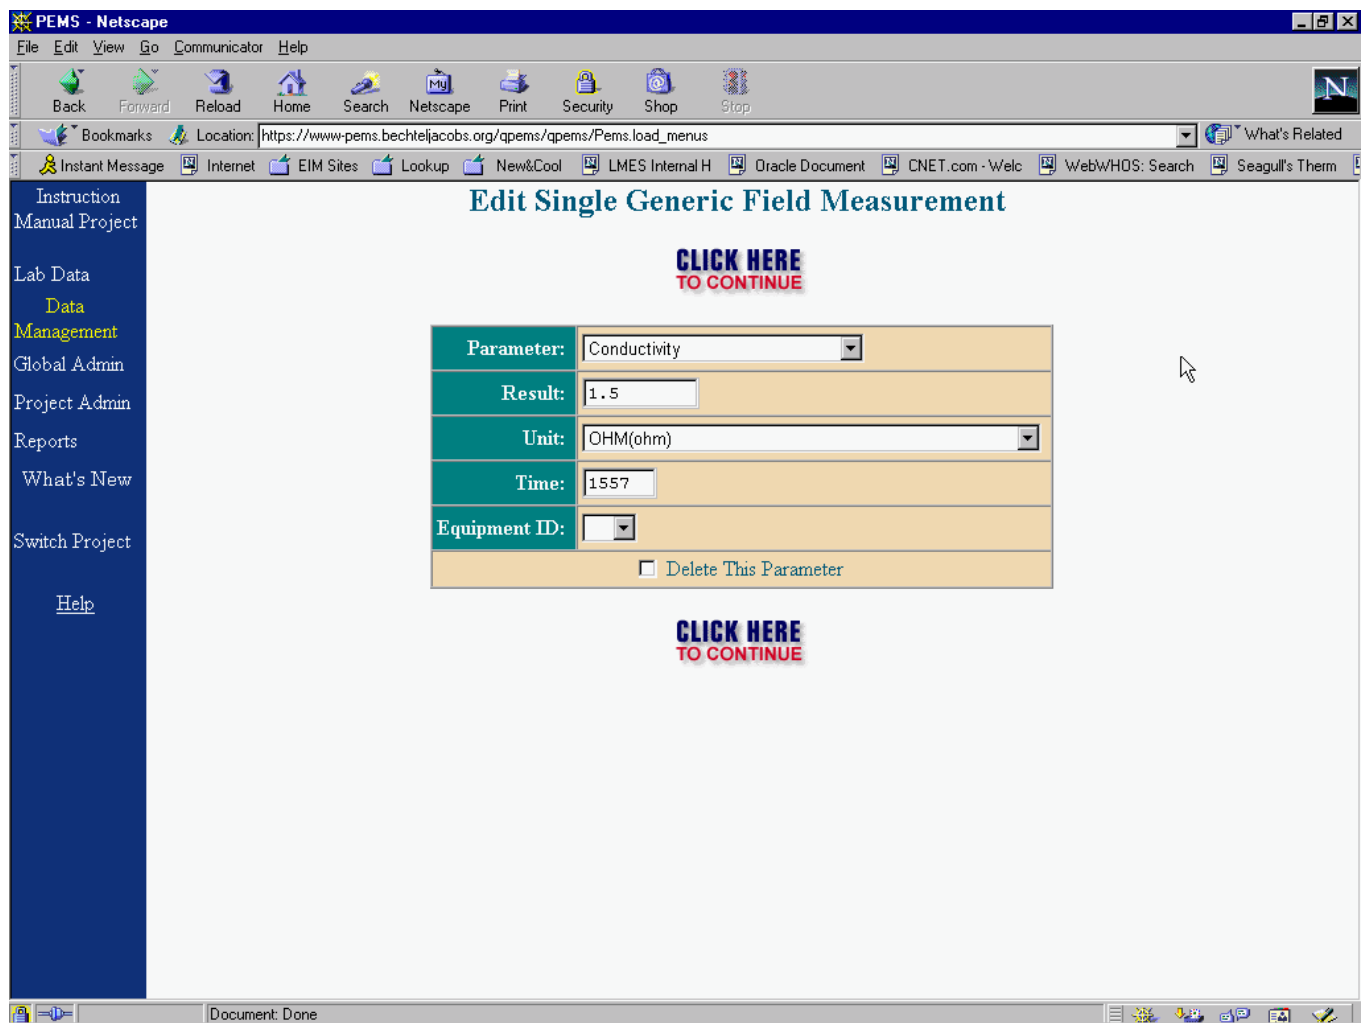 PEMS - Netscape
File Edit View Go Communicator Help
Back Forward Reload Home Search Netscape Print Security Shop Stop
My
N
Bookmarks Location: https://www-pems.bechteljacobs.org/qpems/qpems/Pems.load_menus What's Related
Instant Message Internet EIM Sites Lookup New&Cool LMES Internal H Oracle Document CNET.com - Welc WebWHOS: Search Seagull's Therm
Instruction
Manual Project
Lab Data
Data
Management
Global Admin
Project Admin
Reports
What's New
Switch Project
Help
Edit Single Generic Field Measurement
CLICK HERE
TO CONTINUE
Parameter: Conductivity
Result: 1.5
Unit: OHM(ohm)
Time: 1557
Equipment ID:
Delete This Parameter
CLICK HERE
TO CONTINUE
Document: Done